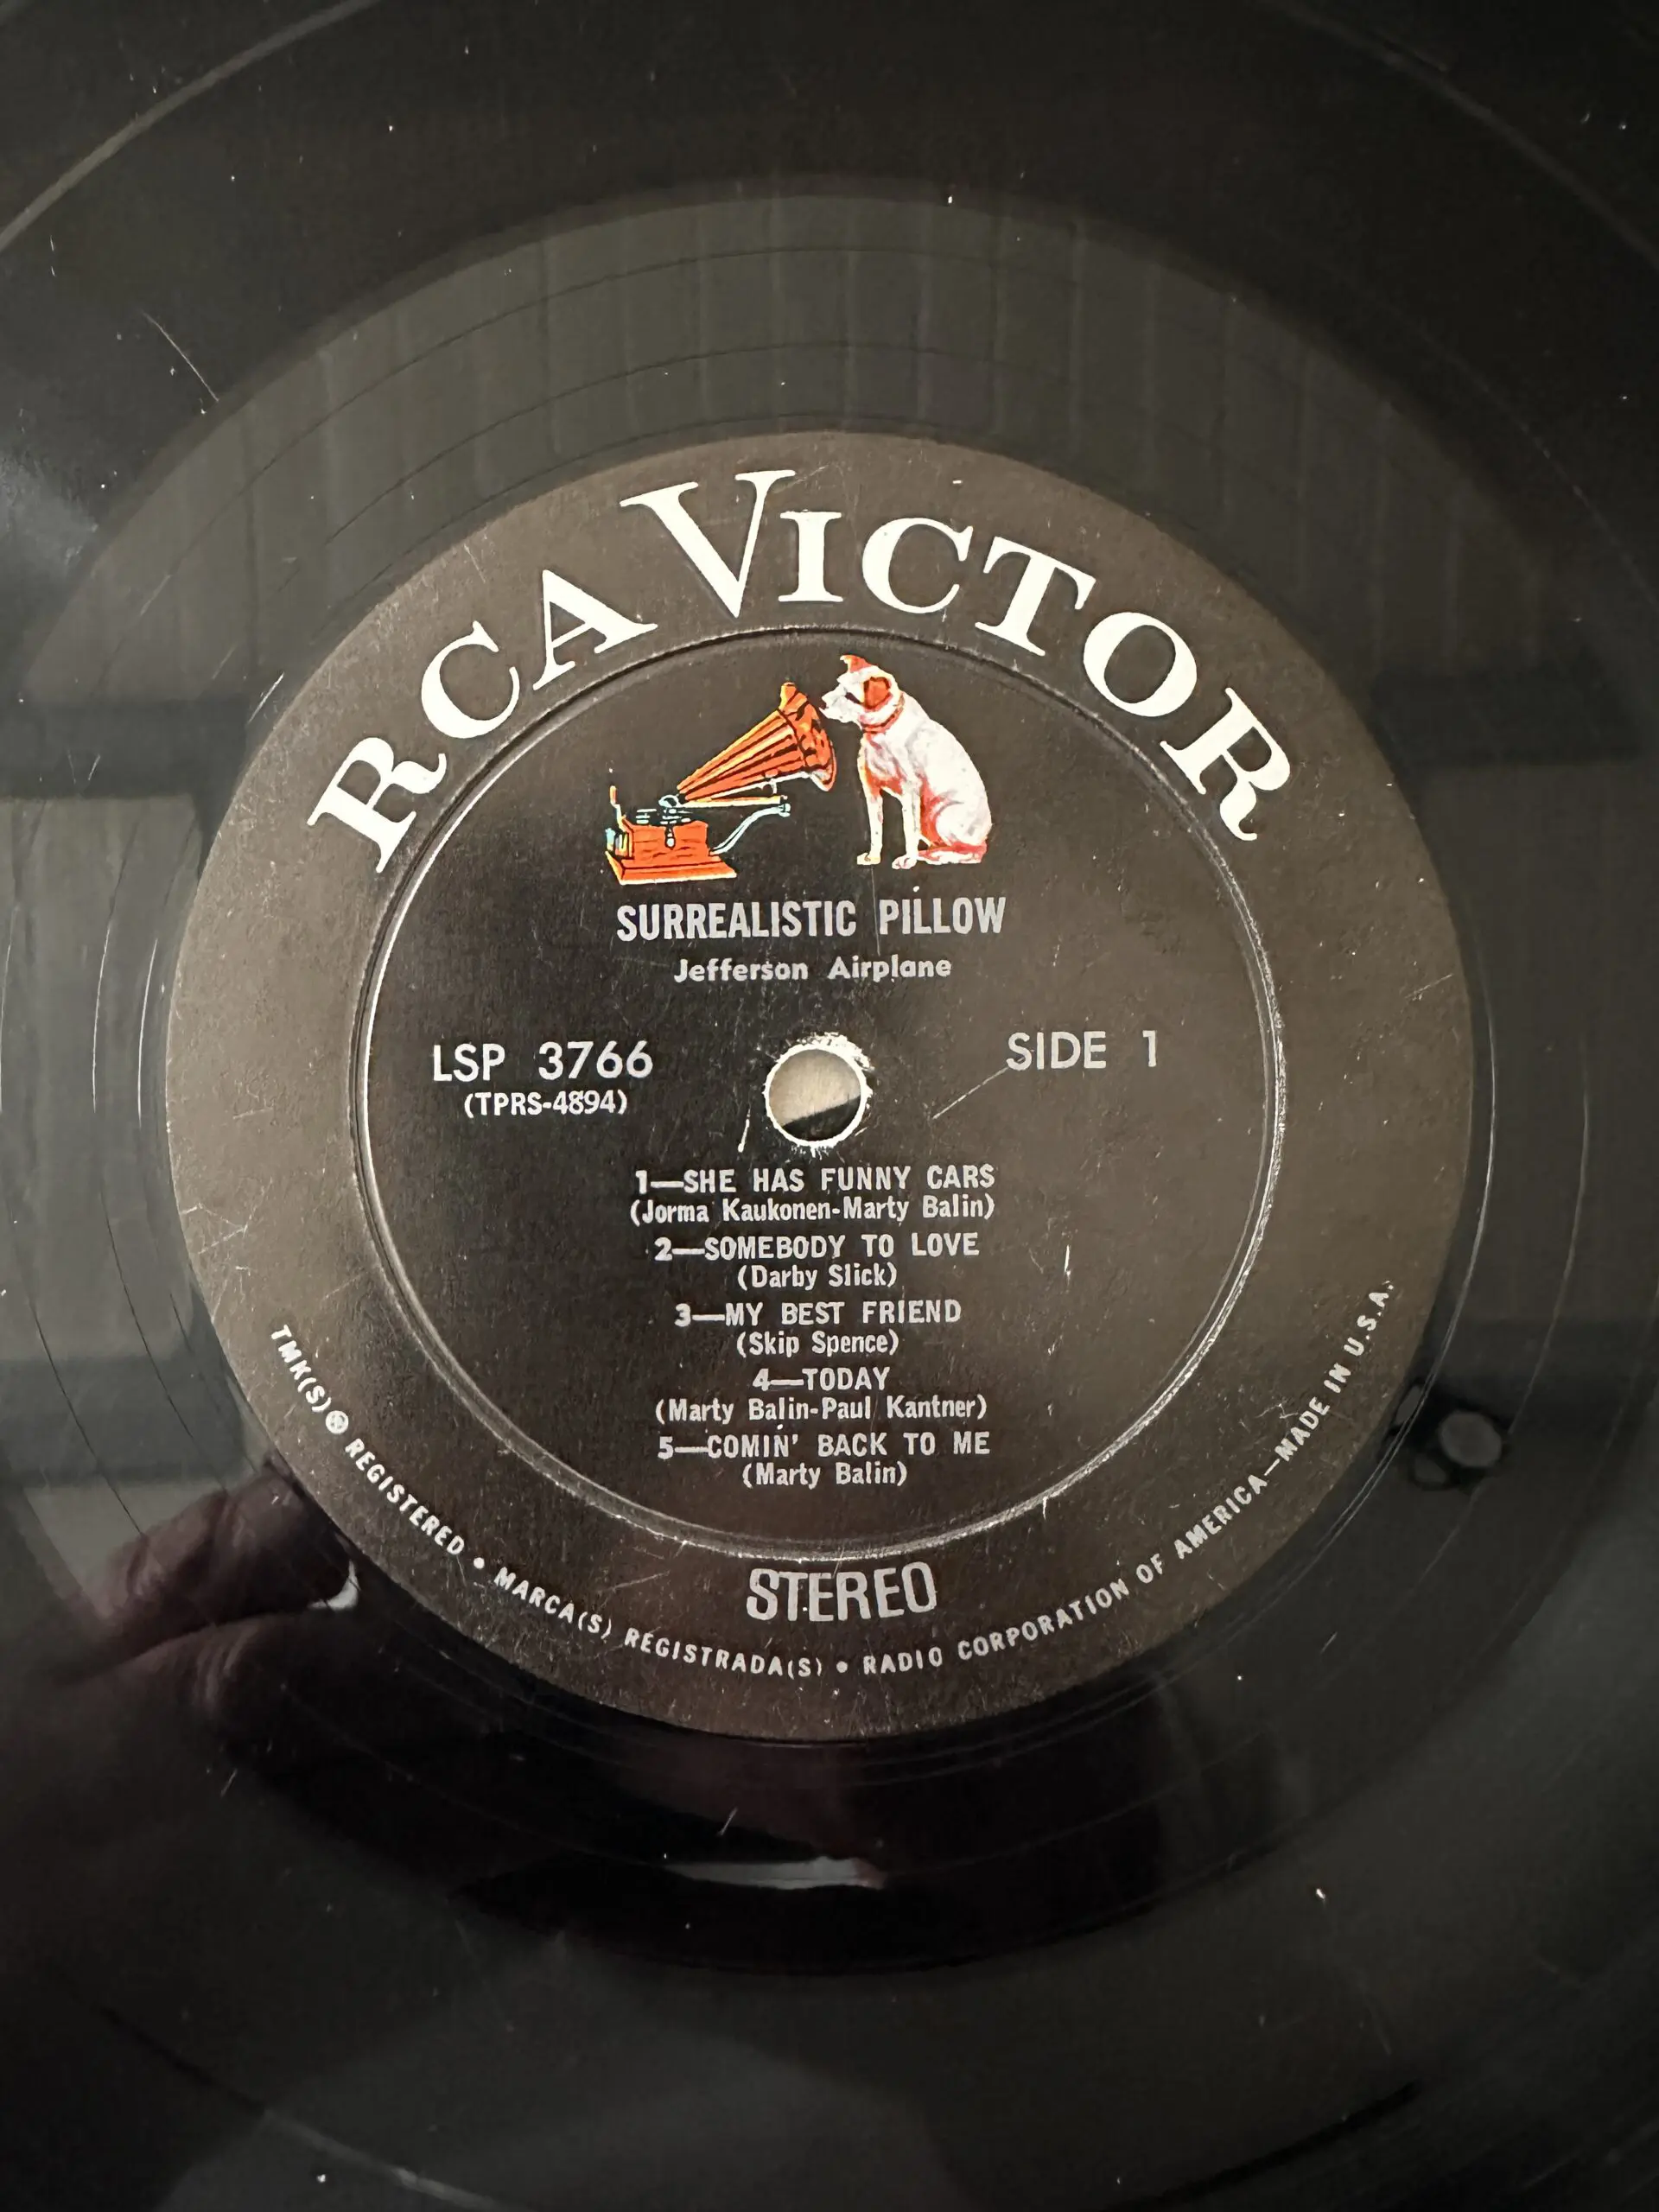 RCA VICTOR
SURREALISTIC PILLOW
Jefferson Airplane
LSP 3766
(TPRS-4894)
SIDE 1
1—SHE HAS FUNNY CARS
(Jorma Kaukonen-Marty Balin)
2—SOMEBODY TO LOVE
(Darby Slick)
3—MY BEST FRIEND
(Skip Spence)
4—TODAY
(Marty Balin-Paul Kantner)
5—COMIN' BACK TO ME
(Marty Balin)
STEREO
TMK(S) ® REGISTERED • MARCA(S) REGISTRADA(S) • RADIO CORPORATION OF AMERICA—MADE IN U.S.A.